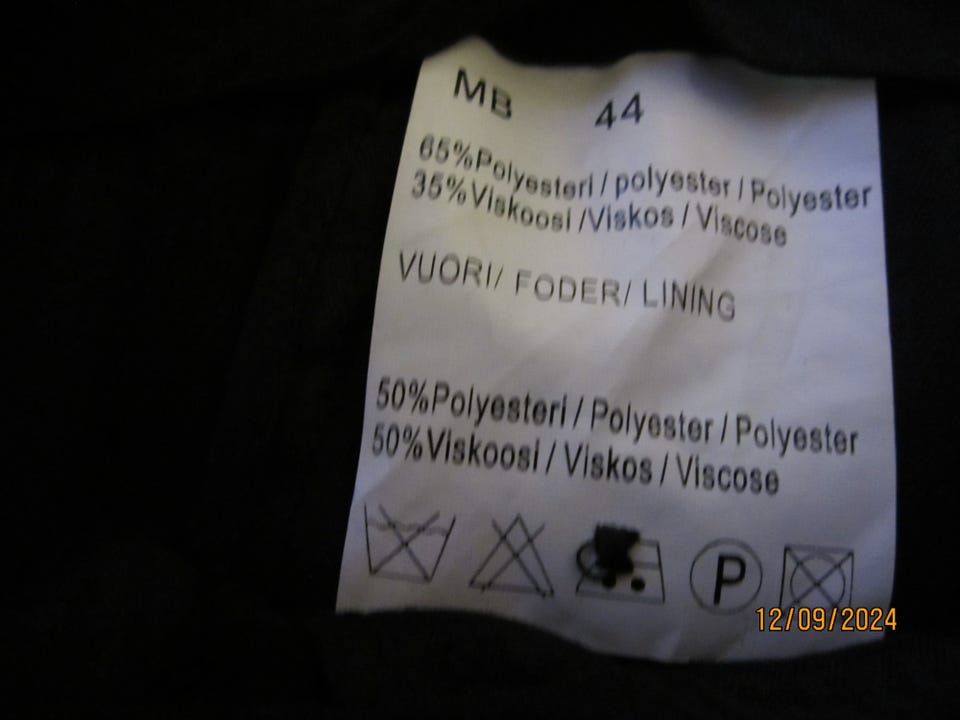 MB 44
65%Polyesteri / polyester / Polyester
35%Viskoosi /Viskos / Viscose
VUORI/ FODER/ LINING
50%Polyesteri / Polyester / Polyester
50%Viskoosi / Viskos / Viscose
P
12/09/2024